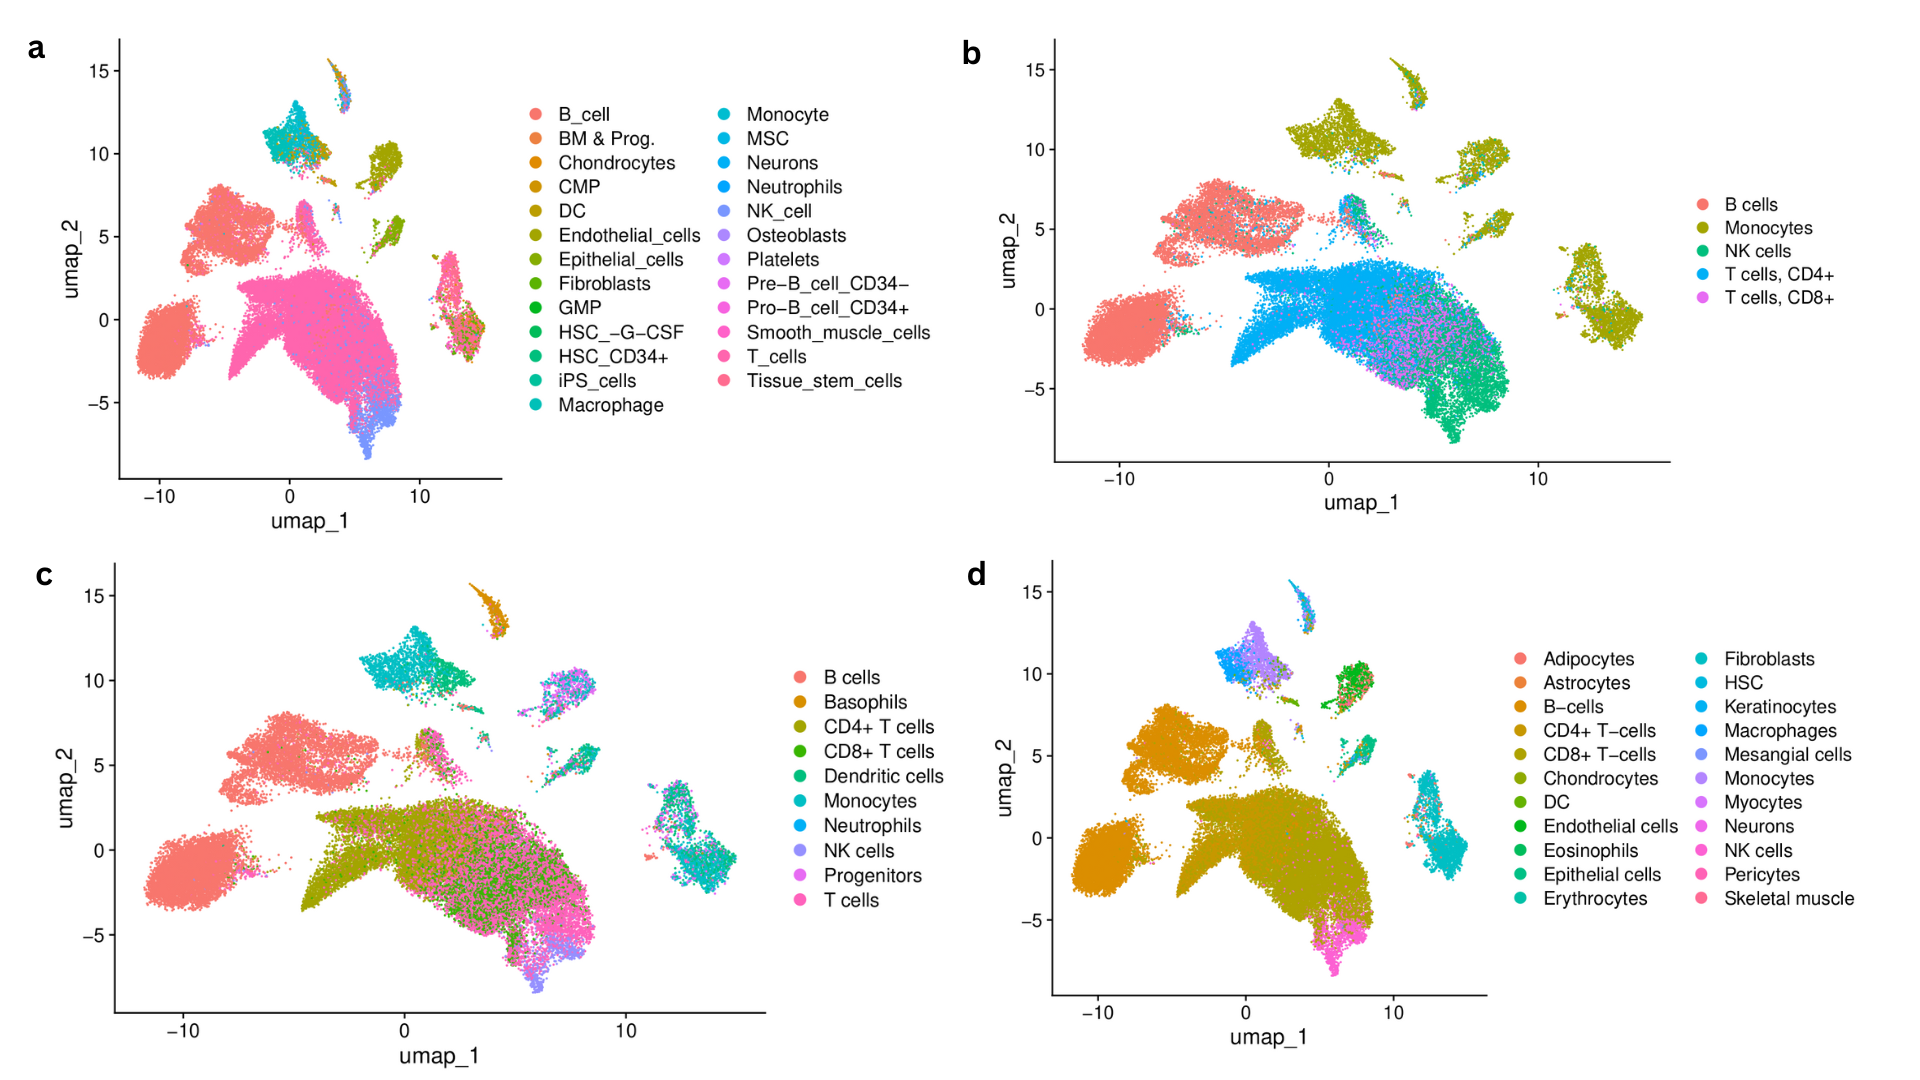 a
15
10
5
0
−5
umap_2
−10
0
10
umap_1
B_cell
BM & Prog.
Chondrocytes
CMP
DC
Endothelial_cells
Epithelial_cells
Fibroblasts
GMP
HSC_−G−CSF
HSC_CD34+
iPS_cells
Macrophage
Monocyte
MSC
Neurons
Neutrophils
NK_cell
Osteoblasts
Platelets
Pre−B_cell_CD34−
Pro−B_cell_CD34+
Smooth_muscle_cells
T_cells
Tissue_stem_cells
b
15
10
5
0
−5
umap_2
−10
0
10
umap_1
B cells
Monocytes
NK cells
T cells, CD4+
T cells, CD8+
c
15
10
5
0
−5
umap_2
−10
0
10
umap_1
B cells
Basophils
CD4+ T cells
CD8+ T cells
Dendritic cells
Monocytes
Neutrophils
NK cells
Progenitors
T cells
d
15
10
5
0
−5
umap_2
−10
0
10
umap_1
Adipocytes
Astrocytes
B−cells
CD4+ T−cells
CD8+ T−cells
Chondrocytes
DC
Endothelial cells
Eosinophils
Epithelial cells
Erythrocytes
Fibroblasts
HSC
Keratinocytes
Macrophages
Mesangial cells
Monocytes
Myocytes
Neurons
NK cells
Pericytes
Skeletal muscle